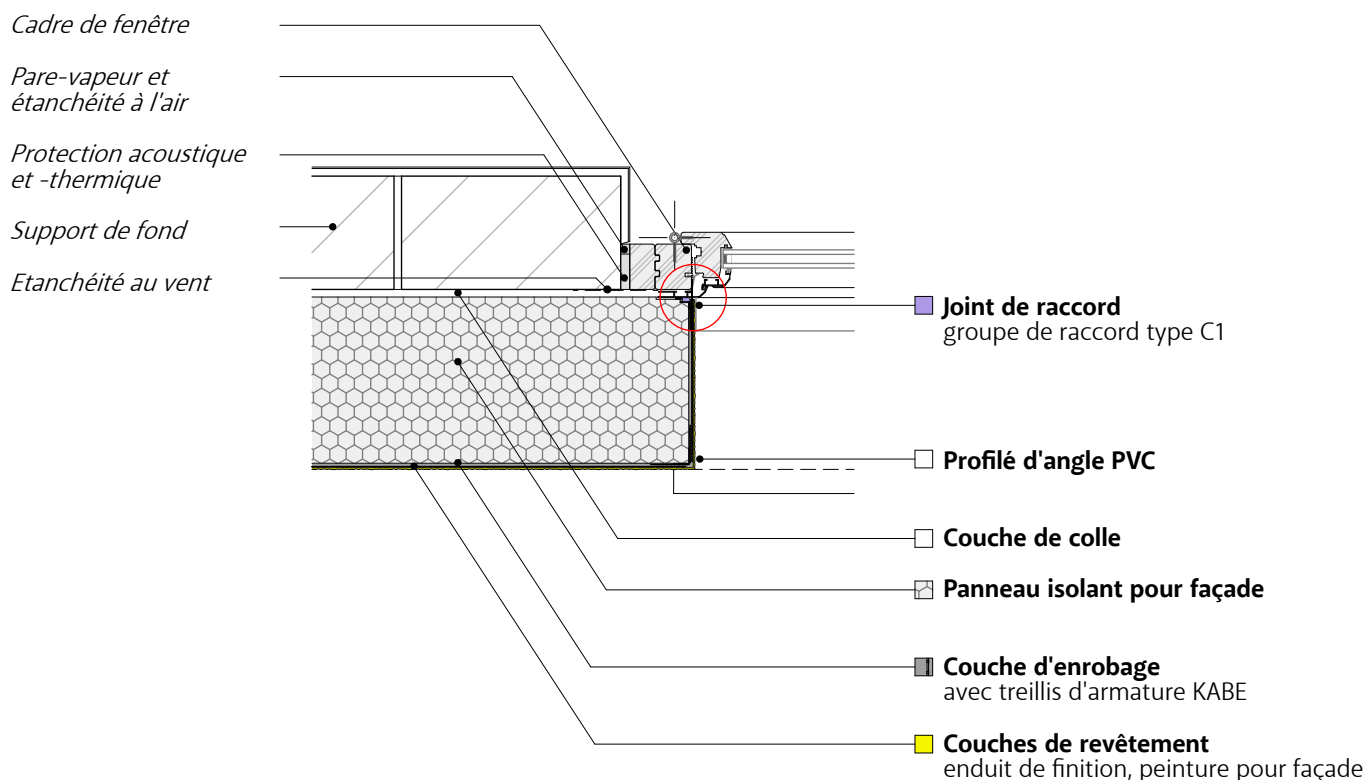 Cadre de fenêtre
Pare-vapeur et
étanchéité à l'air
Protection acoustique
et -thermique
Support de fond
Etanchéité au vent
Joint de raccord
groupe de raccord type C1
Profilé d'angle PVC
Couche de colle
Panneau isolant pour façade
Couche d'enrobage
avec treillis d'armature KABE
Couches de revêtement
enduit de finition, peinture pour façade